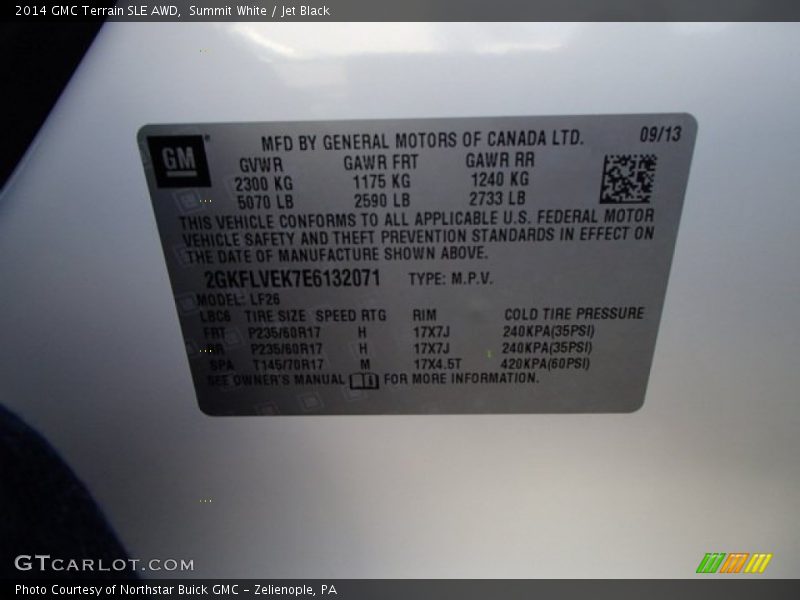 2014 GMC Terrain SLE AWD,  Summit White / Jet Black
GM
MFD BY GENERAL MOTORS OF CANADA LTD. 09/13
GVWR GAWR FRT GAWR RR
2300 KG 1175 KG 1240 KG
5070 LB 2590 LB 2733 LB
THIS VEHICLE CONFORMS TO ALL APPLICABLE U.S. FEDERAL MOTOR
VEHICLE SAFETY AND THEFT PREVENTION STANDARDS IN EFFECT ON
THE DATE OF MANUFACTURE SHOWN ABOVE.
2GKFLVEK7E6132071 TYPE: M.P.V.
MODEL: LF26
LBC6 TIRE SIZE SPEED RTG RIM COLD TIRE PRESSURE
FRT P235/60R17 H 17X7J 240KPA(35PSI)
RR P235/60R17 H 17X7J 240KPA(35PSI)
SPA T145/70R17 M 17X4.5T 420KPA(60PSI)
SEE OWNER'S MANUAL FOR MORE INFORMATION.
GTCARLOT.COM
Photo Courtesy of Northstar Buick GMC - Zelienople, PA